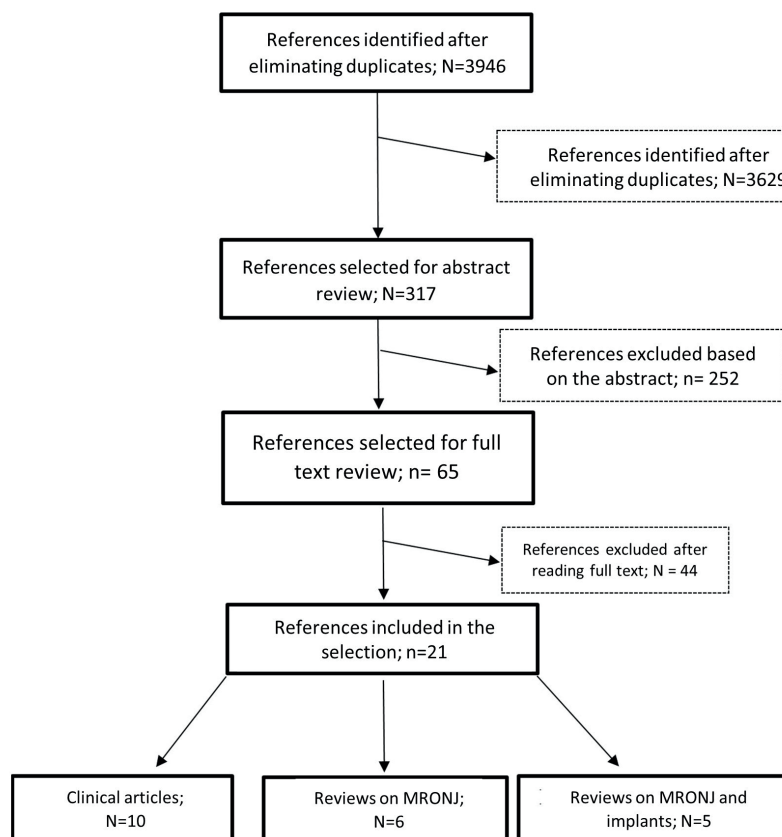 References identified after
eliminating duplicates; N=3946
References identified after
eliminating duplicates; N=3629
References selected for abstract
review; N=317
References excluded based
on the abstract; n= 252
References selected for full
text review; n= 65
References excluded after
reading full text; N = 44
References included in the
selection; n=21
Clinical articles;
N=10
Reviews on MRONJ;
N=6
Reviews on MRONJ and
implants; N=5